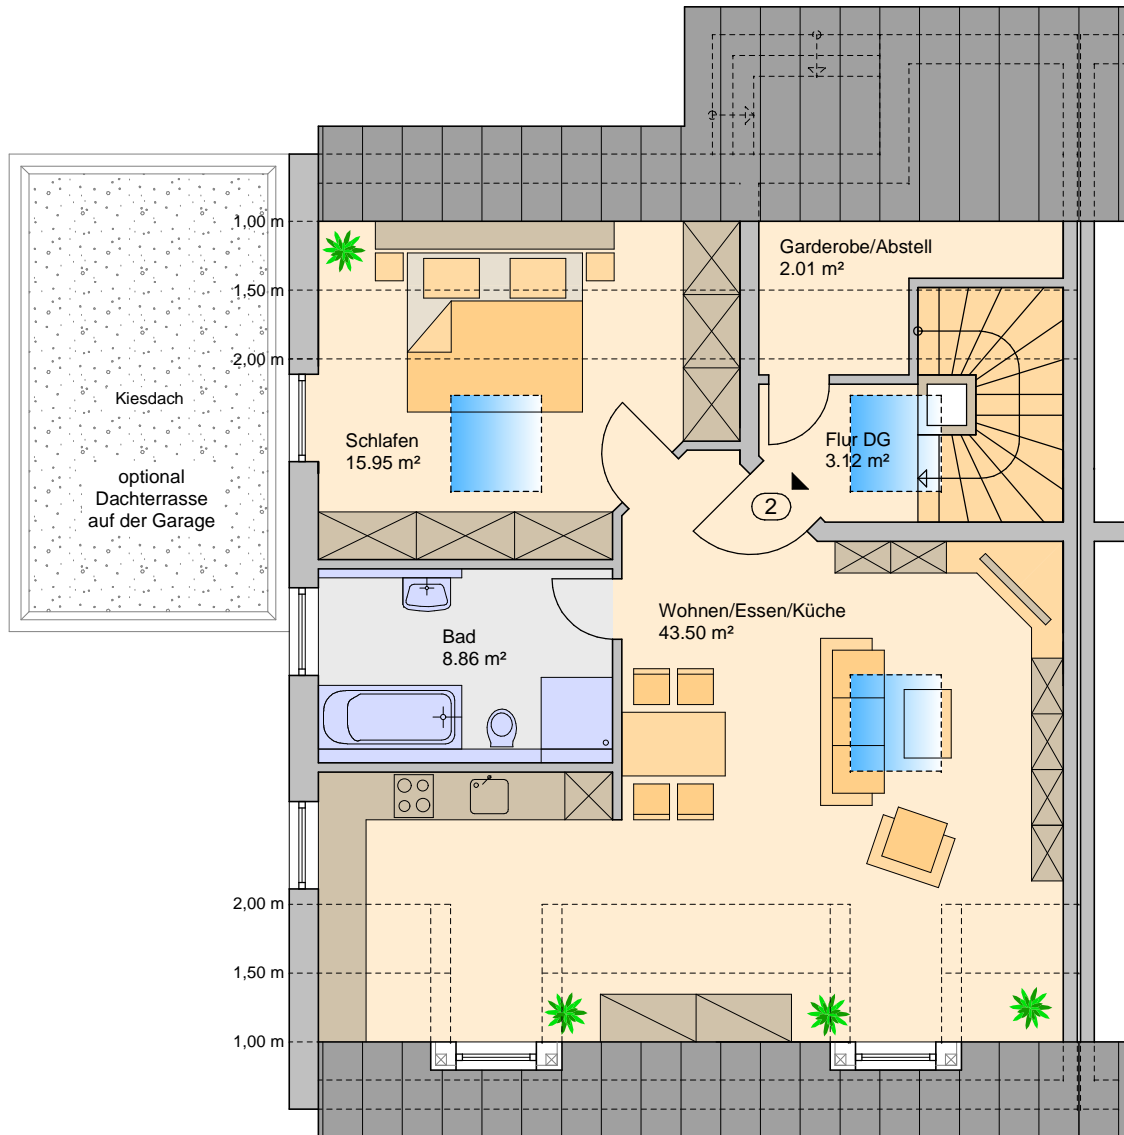 1,00 m
Garderobe/Abstell
2.01 m²
1,50 m
2,00 m
Kiesdach
optional
Dachterrasse
auf der Garage
Schlafen
15.95 m²
Flur DG
3.12 m²
2
Wohnen/Essen/Küche
43.50 m²
Bad
8.86 m²
2,00 m
1,50 m
1,00 m